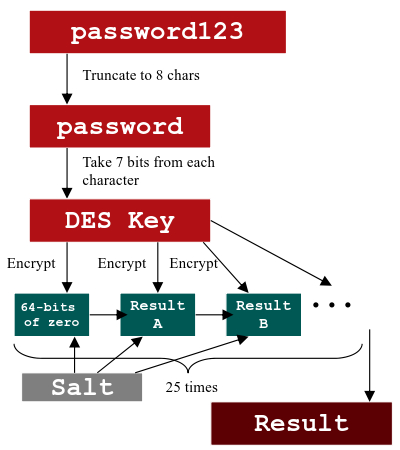 password123
Truncate to 8 chars
password
Take 7 bits from each
character
DES Key
Encrypt Encrypt Encrypt
64-bits
of zero
Result
A
Result
B
...
Salt
25 times
Result